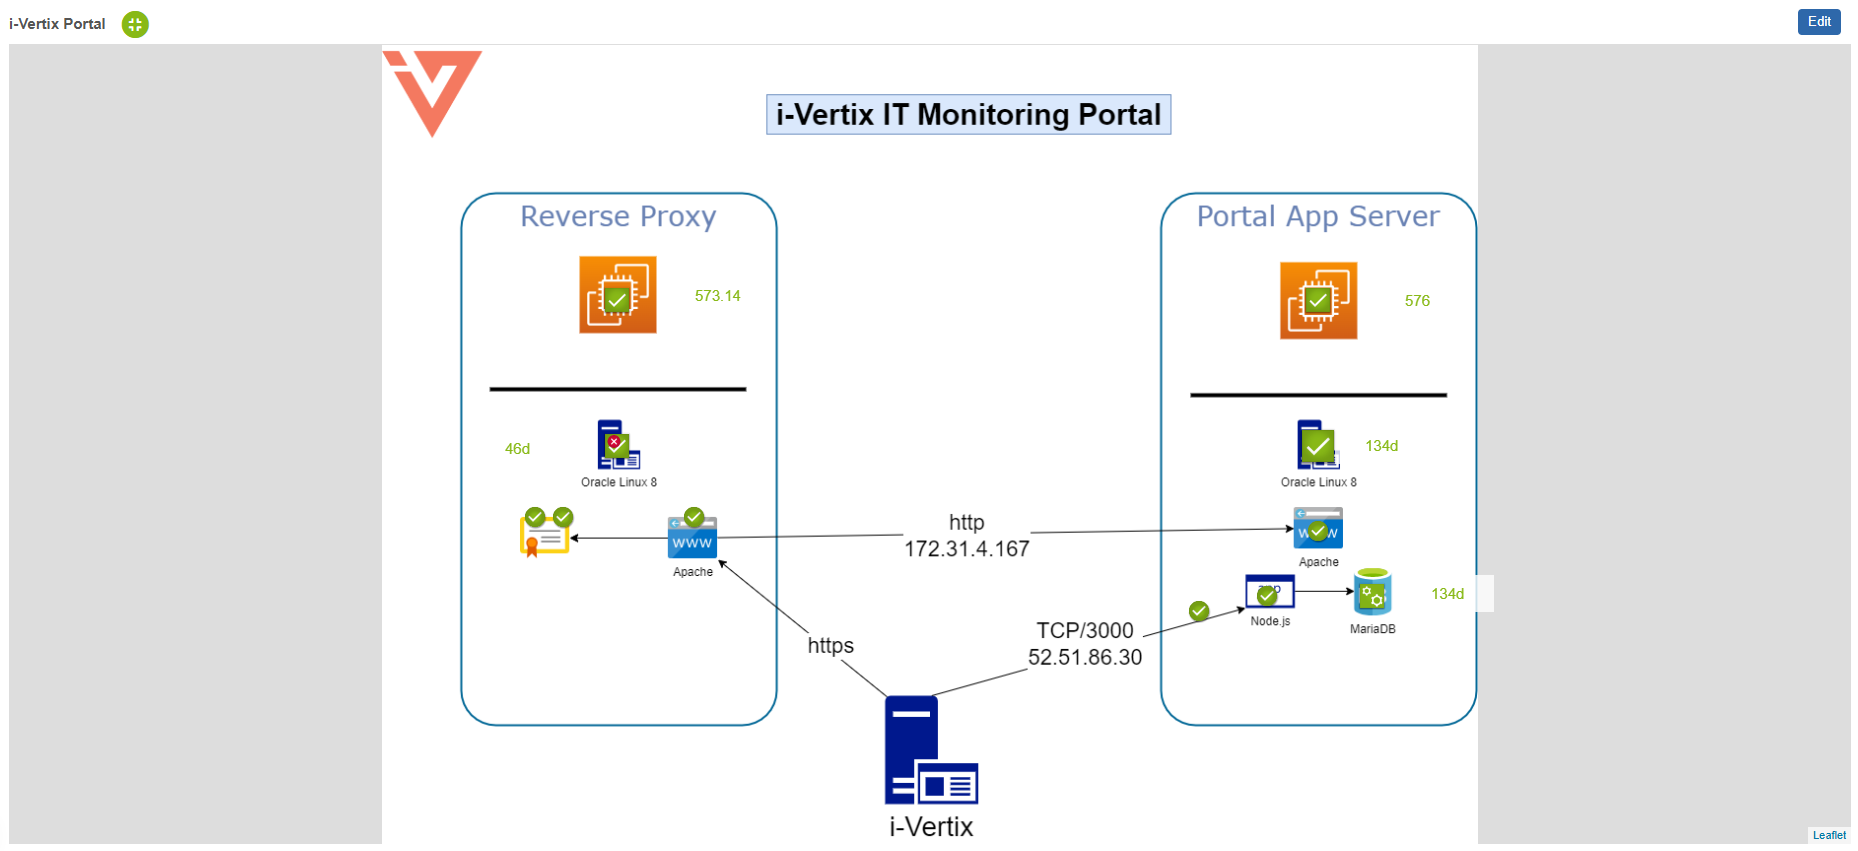 i-Vertix Portal
Edit
i-Vertix IT Monitoring Portal
Reverse Proxy
573.14
46d
Oracle Linux 8
www
Apache
http
172.31.4.167
https
TCP/3000
52.51.86.30
i-Vertix
Portal App Server
576
134d
Oracle Linux 8
Apache
Node.js
MariaDB
134d
Leaflet